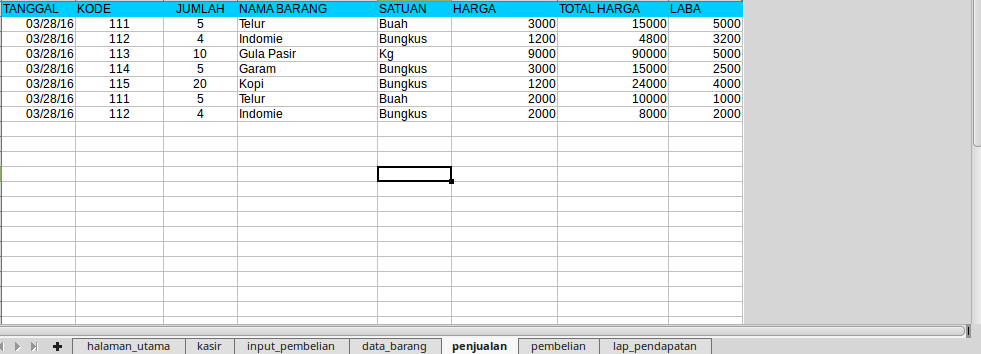 TANGGAL KODE JUMLAH NAMA BARANG SATUAN HARGA TOTAL HARGA LABA
03/28/16 111 5 Telur Buah 3000 15000 5000
03/28/16 112 4 Indomie Bungkus 1200 4800 3200
03/28/16 113 10 Gula Pasir Kg 9000 90000 5000
03/28/16 114 5 Garam Bungkus 3000 15000 2500
03/28/16 115 20 Kopi Bungkus 1200 24000 4000
03/28/16 111 5 Telur Buah 2000 10000 1000
03/28/16 112 4 Indomie Bungkus 2000 8000 2000
halaman_utama kasir input_pembelian data_barang penjualan pembelian lap_pendapatan